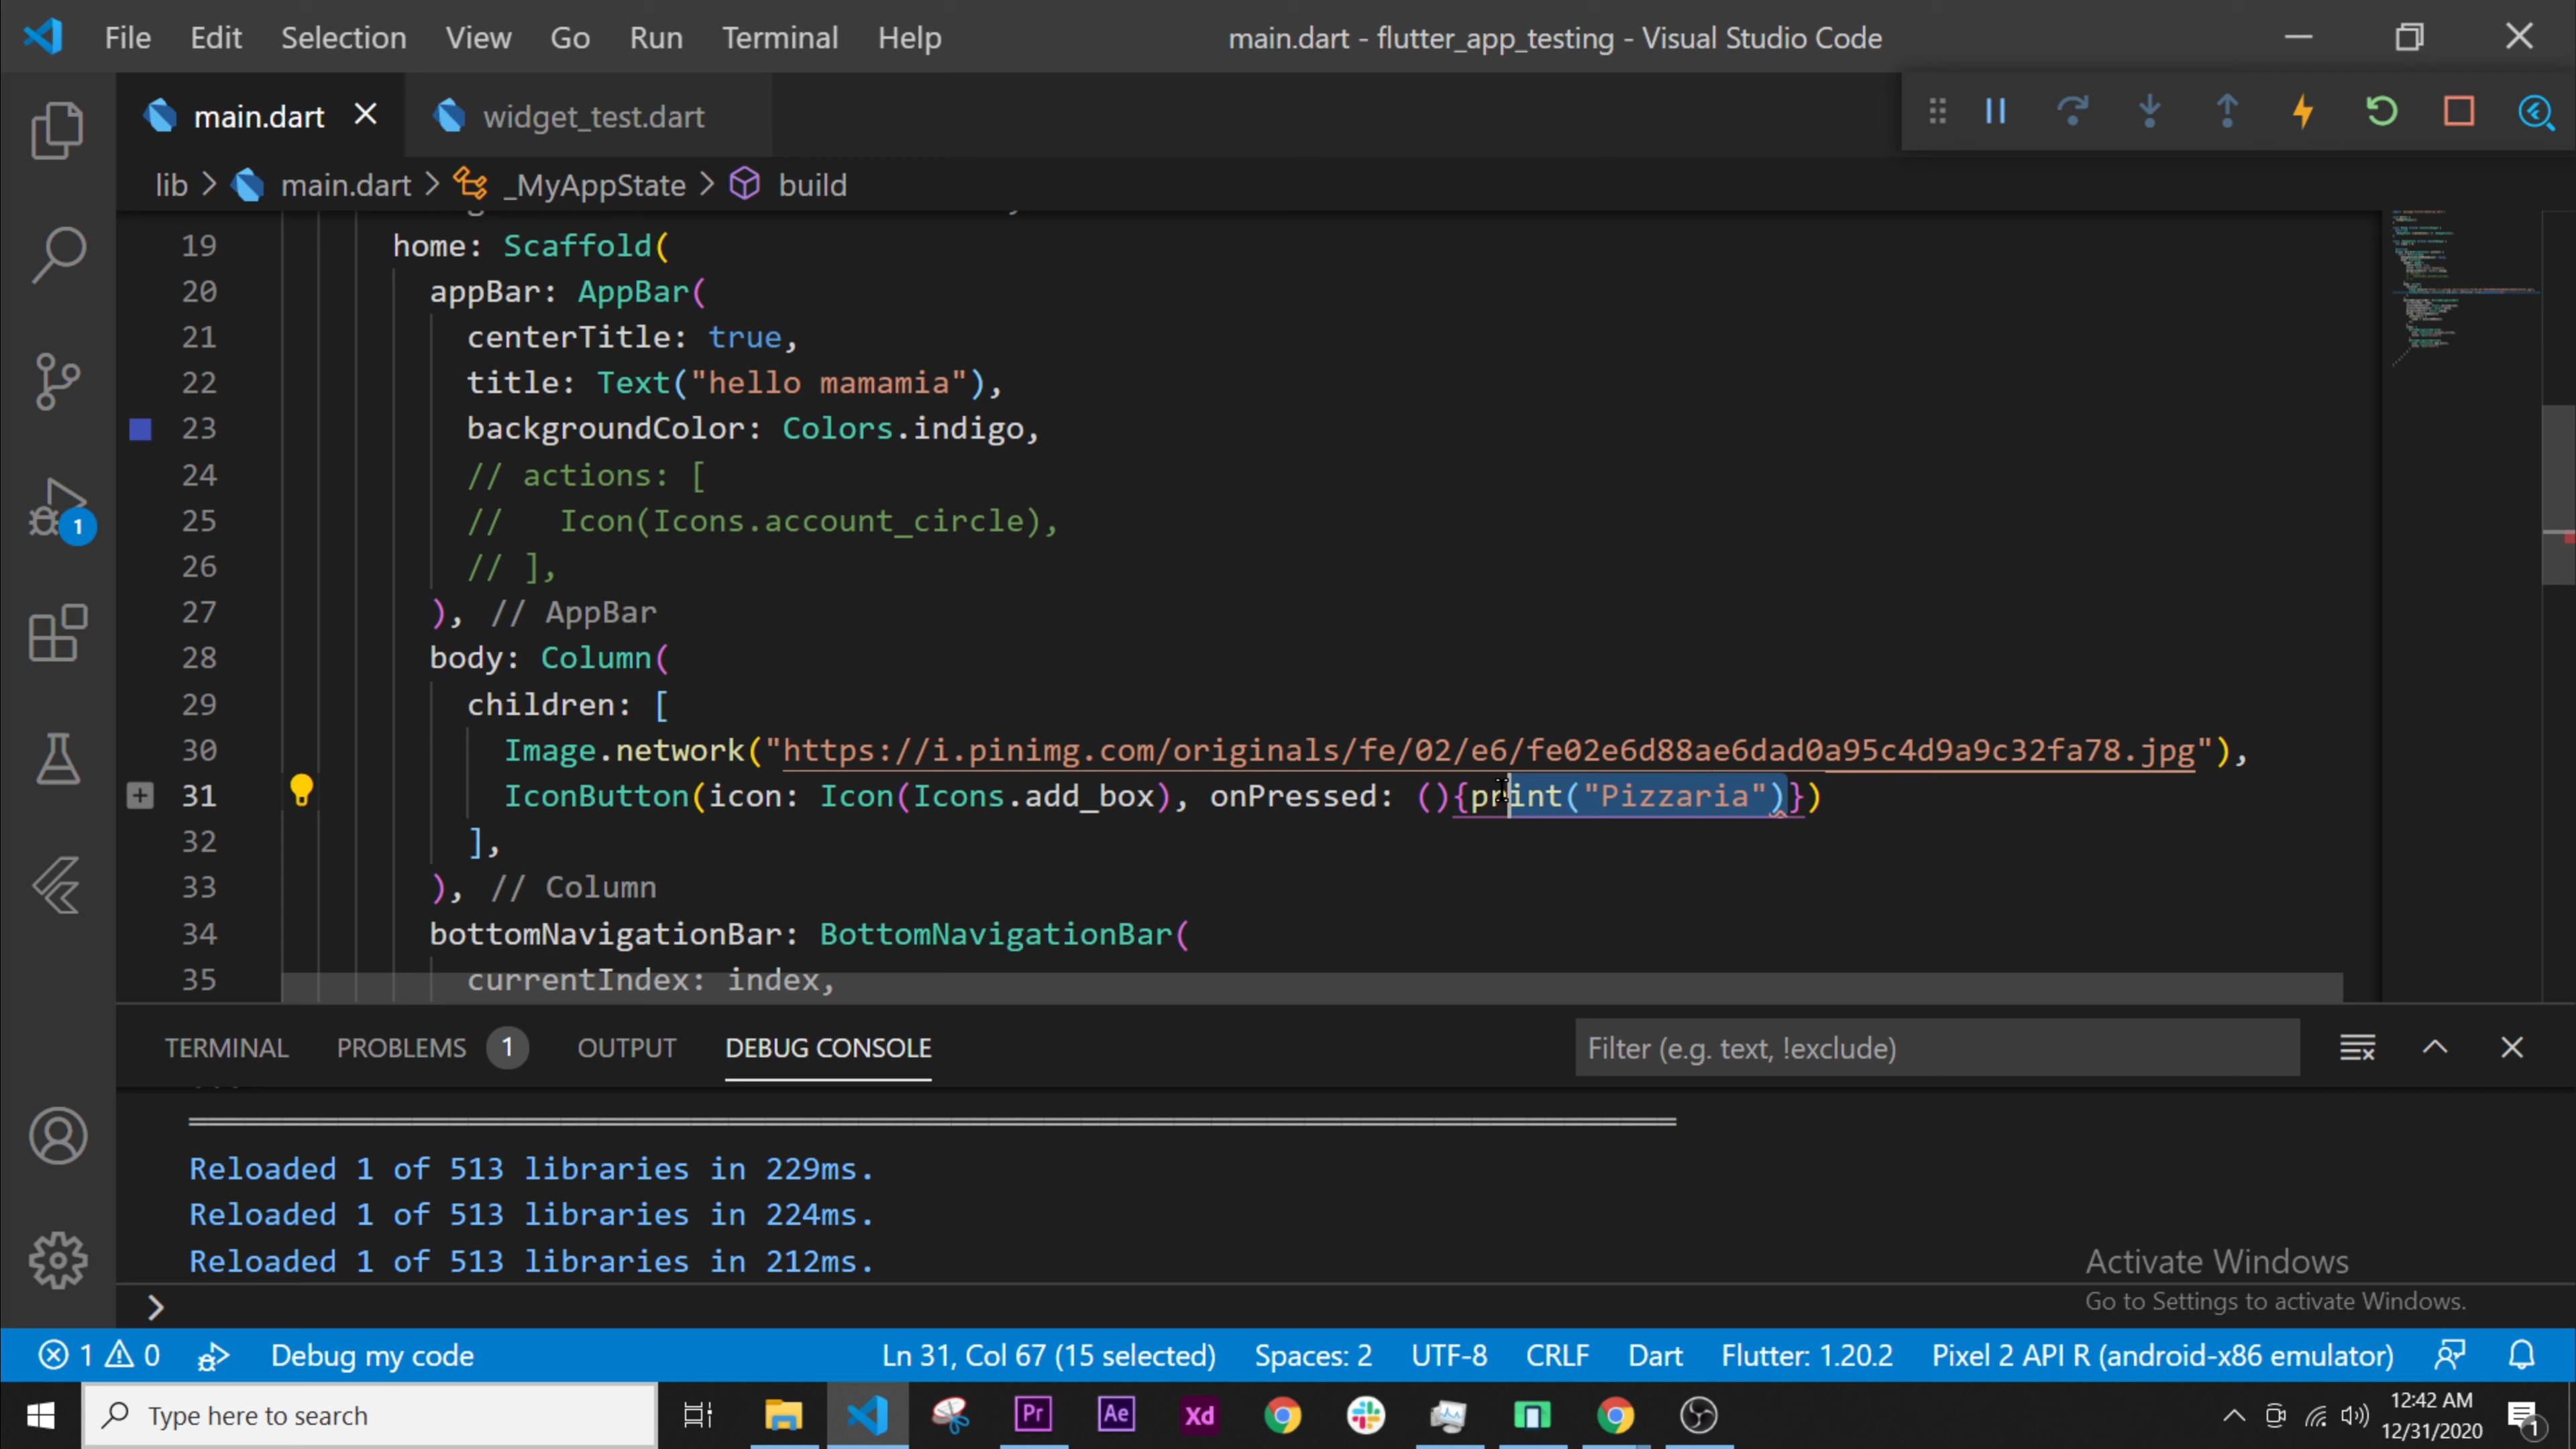 File Edit Selection View Go Run Terminal Help main.dart - flutter_app_testing - Visual Studio Code
main.dart widget_test.dart
lib > main.dart > _MyAppState > build
19 home: Scaffold(
20 appBar: AppBar(
21 centerTitle: true,
22 title: Text("hello mamamia"),
23 backgroundColor: Colors.indigo,
24 // actions: [
25 //   Icon(Icons.account_circle),
26 // ],
27 ), // AppBar
28 body: Column(
29 children: [
30 Image.network("https://i.pinimg.com/originals/fe/02/e6/fe02e6d88ae6dad0a95c4d9a9c32fa78.jpg"),
31 IconButton(icon: Icon(Icons.add_box), onPressed: (){print("Pizzaria")})
32 ],
33 ), // Column
34 bottomNavigationBar: BottomNavigationBar(
35 currentIndex: index,
TERMINAL PROBLEMS 1 OUTPUT DEBUG CONSOLE Filter (e.g. text, !exclude)
Reloaded 1 of 513 libraries in 229ms.
Reloaded 1 of 513 libraries in 224ms.
Reloaded 1 of 513 libraries in 212ms.
Activate Windows
Go to Settings to activate Windows.
1 0 Debug my code Ln 31, Col 67 (15 selected) Spaces: 2 UTF-8 CRLF Dart Flutter: 1.20.2 Pixel 2 API R (android-x86 emulator)
Type here to search Pr Ae Xd 12:42 AM
12/31/2020 1